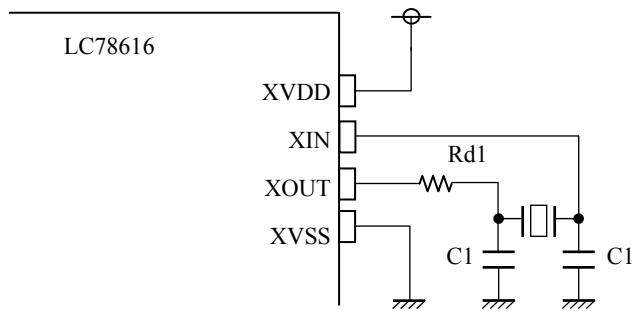 LC78616
XVDD
XIN
Rd1
XOUT
XVSS
C1
C1